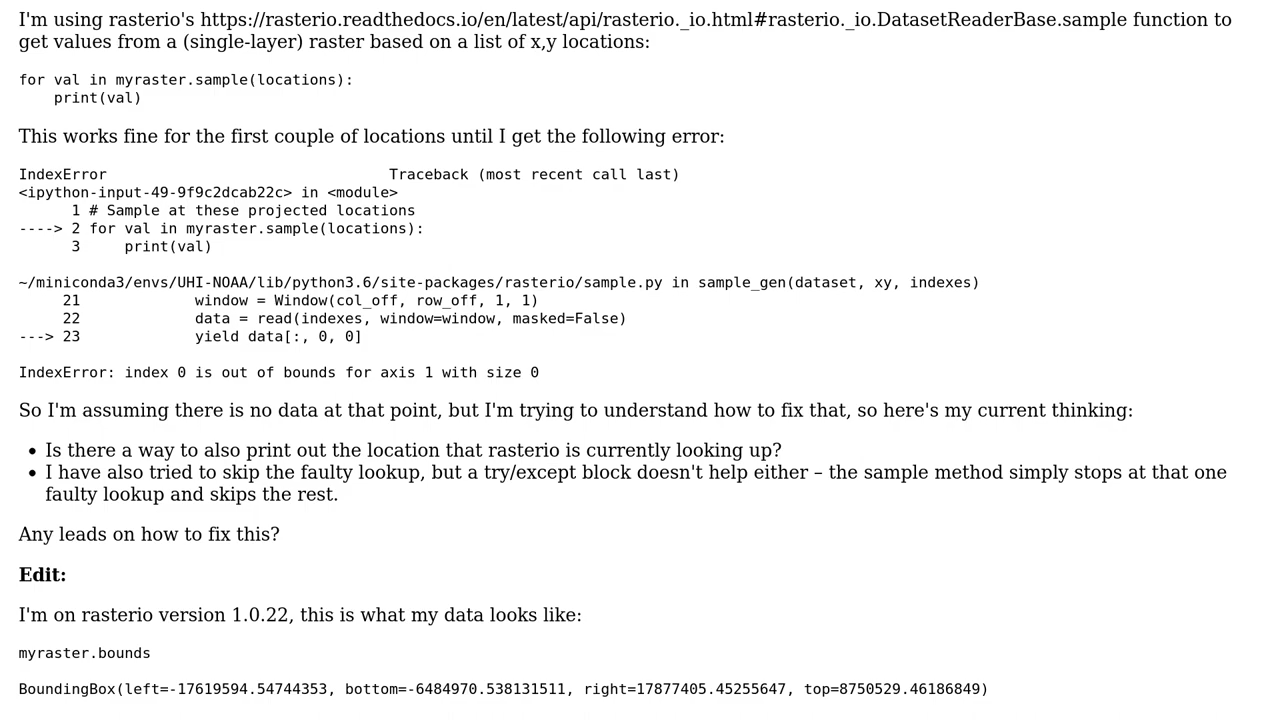 I'm using rasterio's https://rasterio.readthedocs.io/en/latest/api/rasterio._io.html#rasterio._io.DatasetReaderBase.sample function to
get values from a (single-layer) raster based on a list of x,y locations:
for val in myraster.sample(locations):
    print(val)
This works fine for the first couple of locations until I get the following error:
IndexError                                Traceback (most recent call last)
<ipython-input-49-9f9c2dcab22c> in <module>
      1 # Sample at these projected locations
----> 2 for val in myraster.sample(locations):
      3     print(val)
~/miniconda3/envs/UHI-NOAA/lib/python3.6/site-packages/rasterio/sample.py in sample_gen(dataset, xy, indexes)
     21             window = Window(col_off, row_off, 1, 1)
     22             data = read(indexes, window=window, masked=False)
---> 23             yield data[:, 0, 0]
IndexError: index 0 is out of bounds for axis 1 with size 0
So I'm assuming there is no data at that point, but I'm trying to understand how to fix that, so here's my current thinking:
• Is there a way to also print out the location that rasterio is currently looking up?
• I have also tried to skip the faulty lookup, but a try/except block doesn't help either – the sample method simply stops at that one
faulty lookup and skips the rest.
Any leads on how to fix this?
Edit:
I'm on rasterio version 1.0.22, this is what my data looks like:
myraster.bounds
BoundingBox(left=-17619594.54744353, bottom=-6484970.538131511, right=17877405.45255647, top=8750529.46186849)